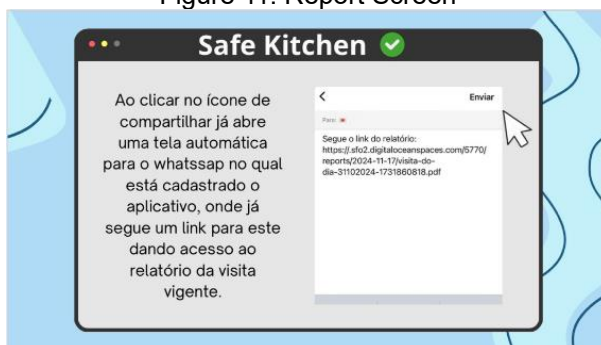 Figure 41: Report Screen
Safe Kitchen
Ao clicar no ícone de
compartilhar já abre
uma tela automática
para o whatssap no qual
está cadastrado o
aplicativo, onde já
segue um link para este
dando acesso ao
relatório da visita
vigente.
Enviar
Para:
Segue o link do relatório:
https://.sfo2.digitaloceanspaces.com/5770/
reports/2024-11-17/visita-do-
dia-31102024-1731860818.pdf